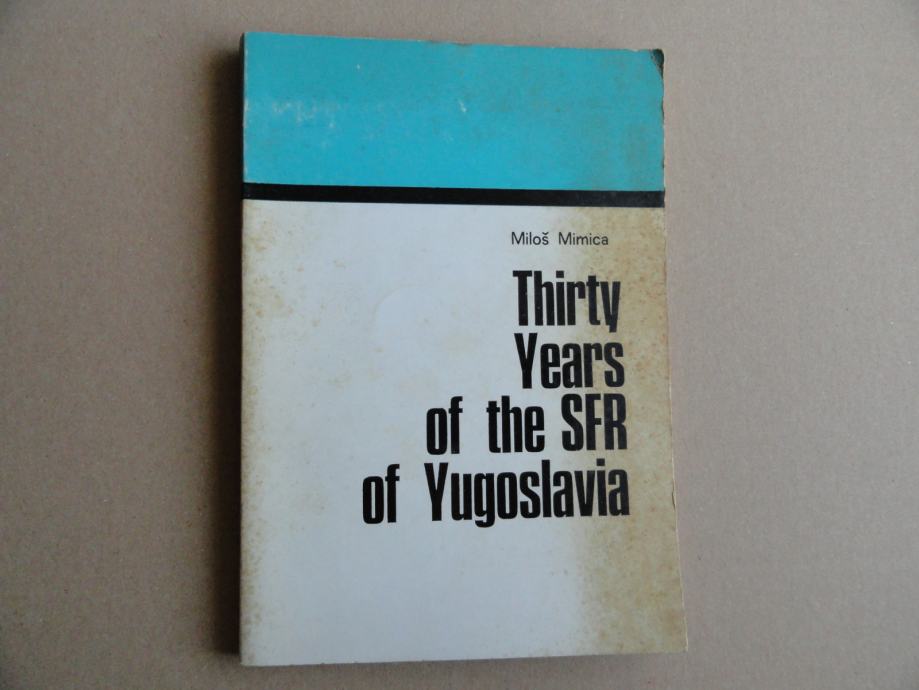 Miloš Mimica
Thirty
Years
of the SFR
of Yugoslavia